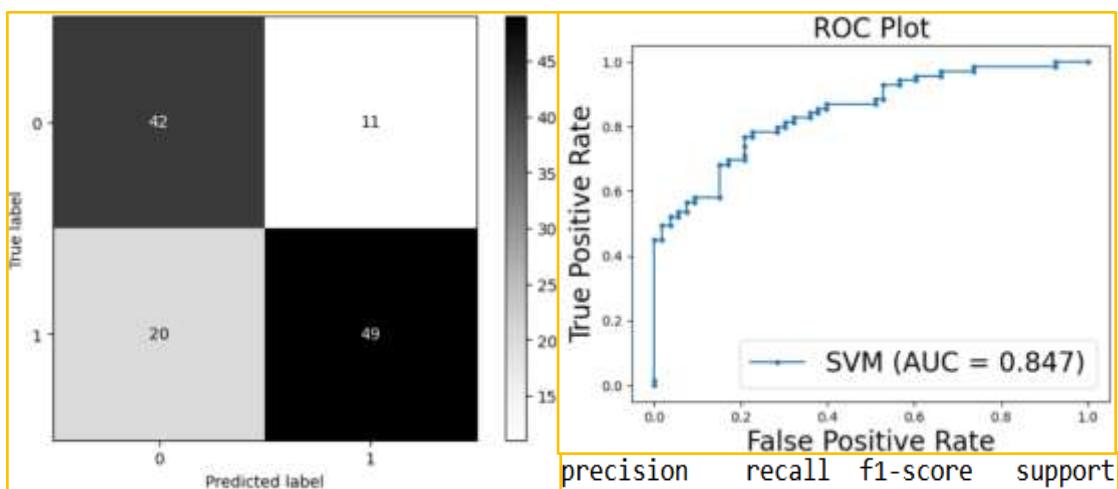 42
11
20
49
0
1
True label
0
1
Predicted label
45
40
35
30
25
20
15
ROC Plot
1.0
0.8
0.6
0.4
0.2
0.0
True Positive Rate
SVM (AUC = 0.847)
0.0 0.2 0.4 0.6 0.8 1.0
False Positive Rate
precision recall f1-score support